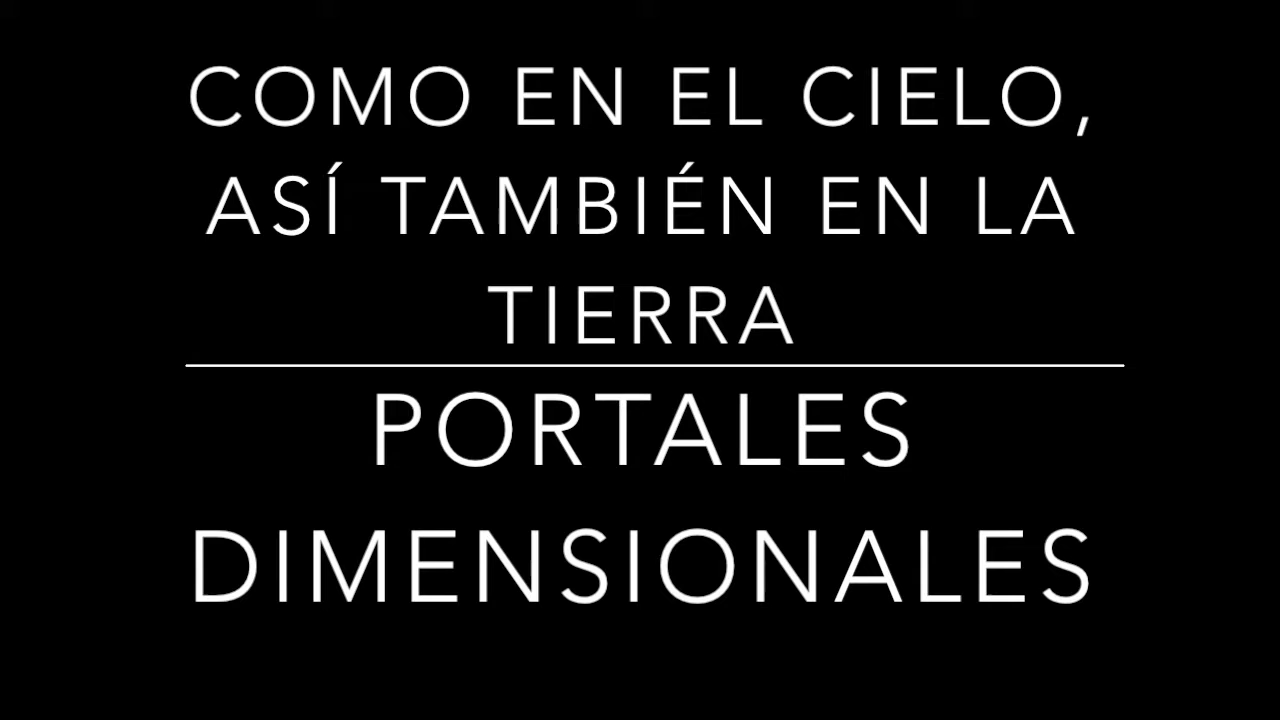 COMO EN EL CIELO,
ASÍ TAMBIÉN EN LA
TIERRA
PORTALES
DIMENSIONALES